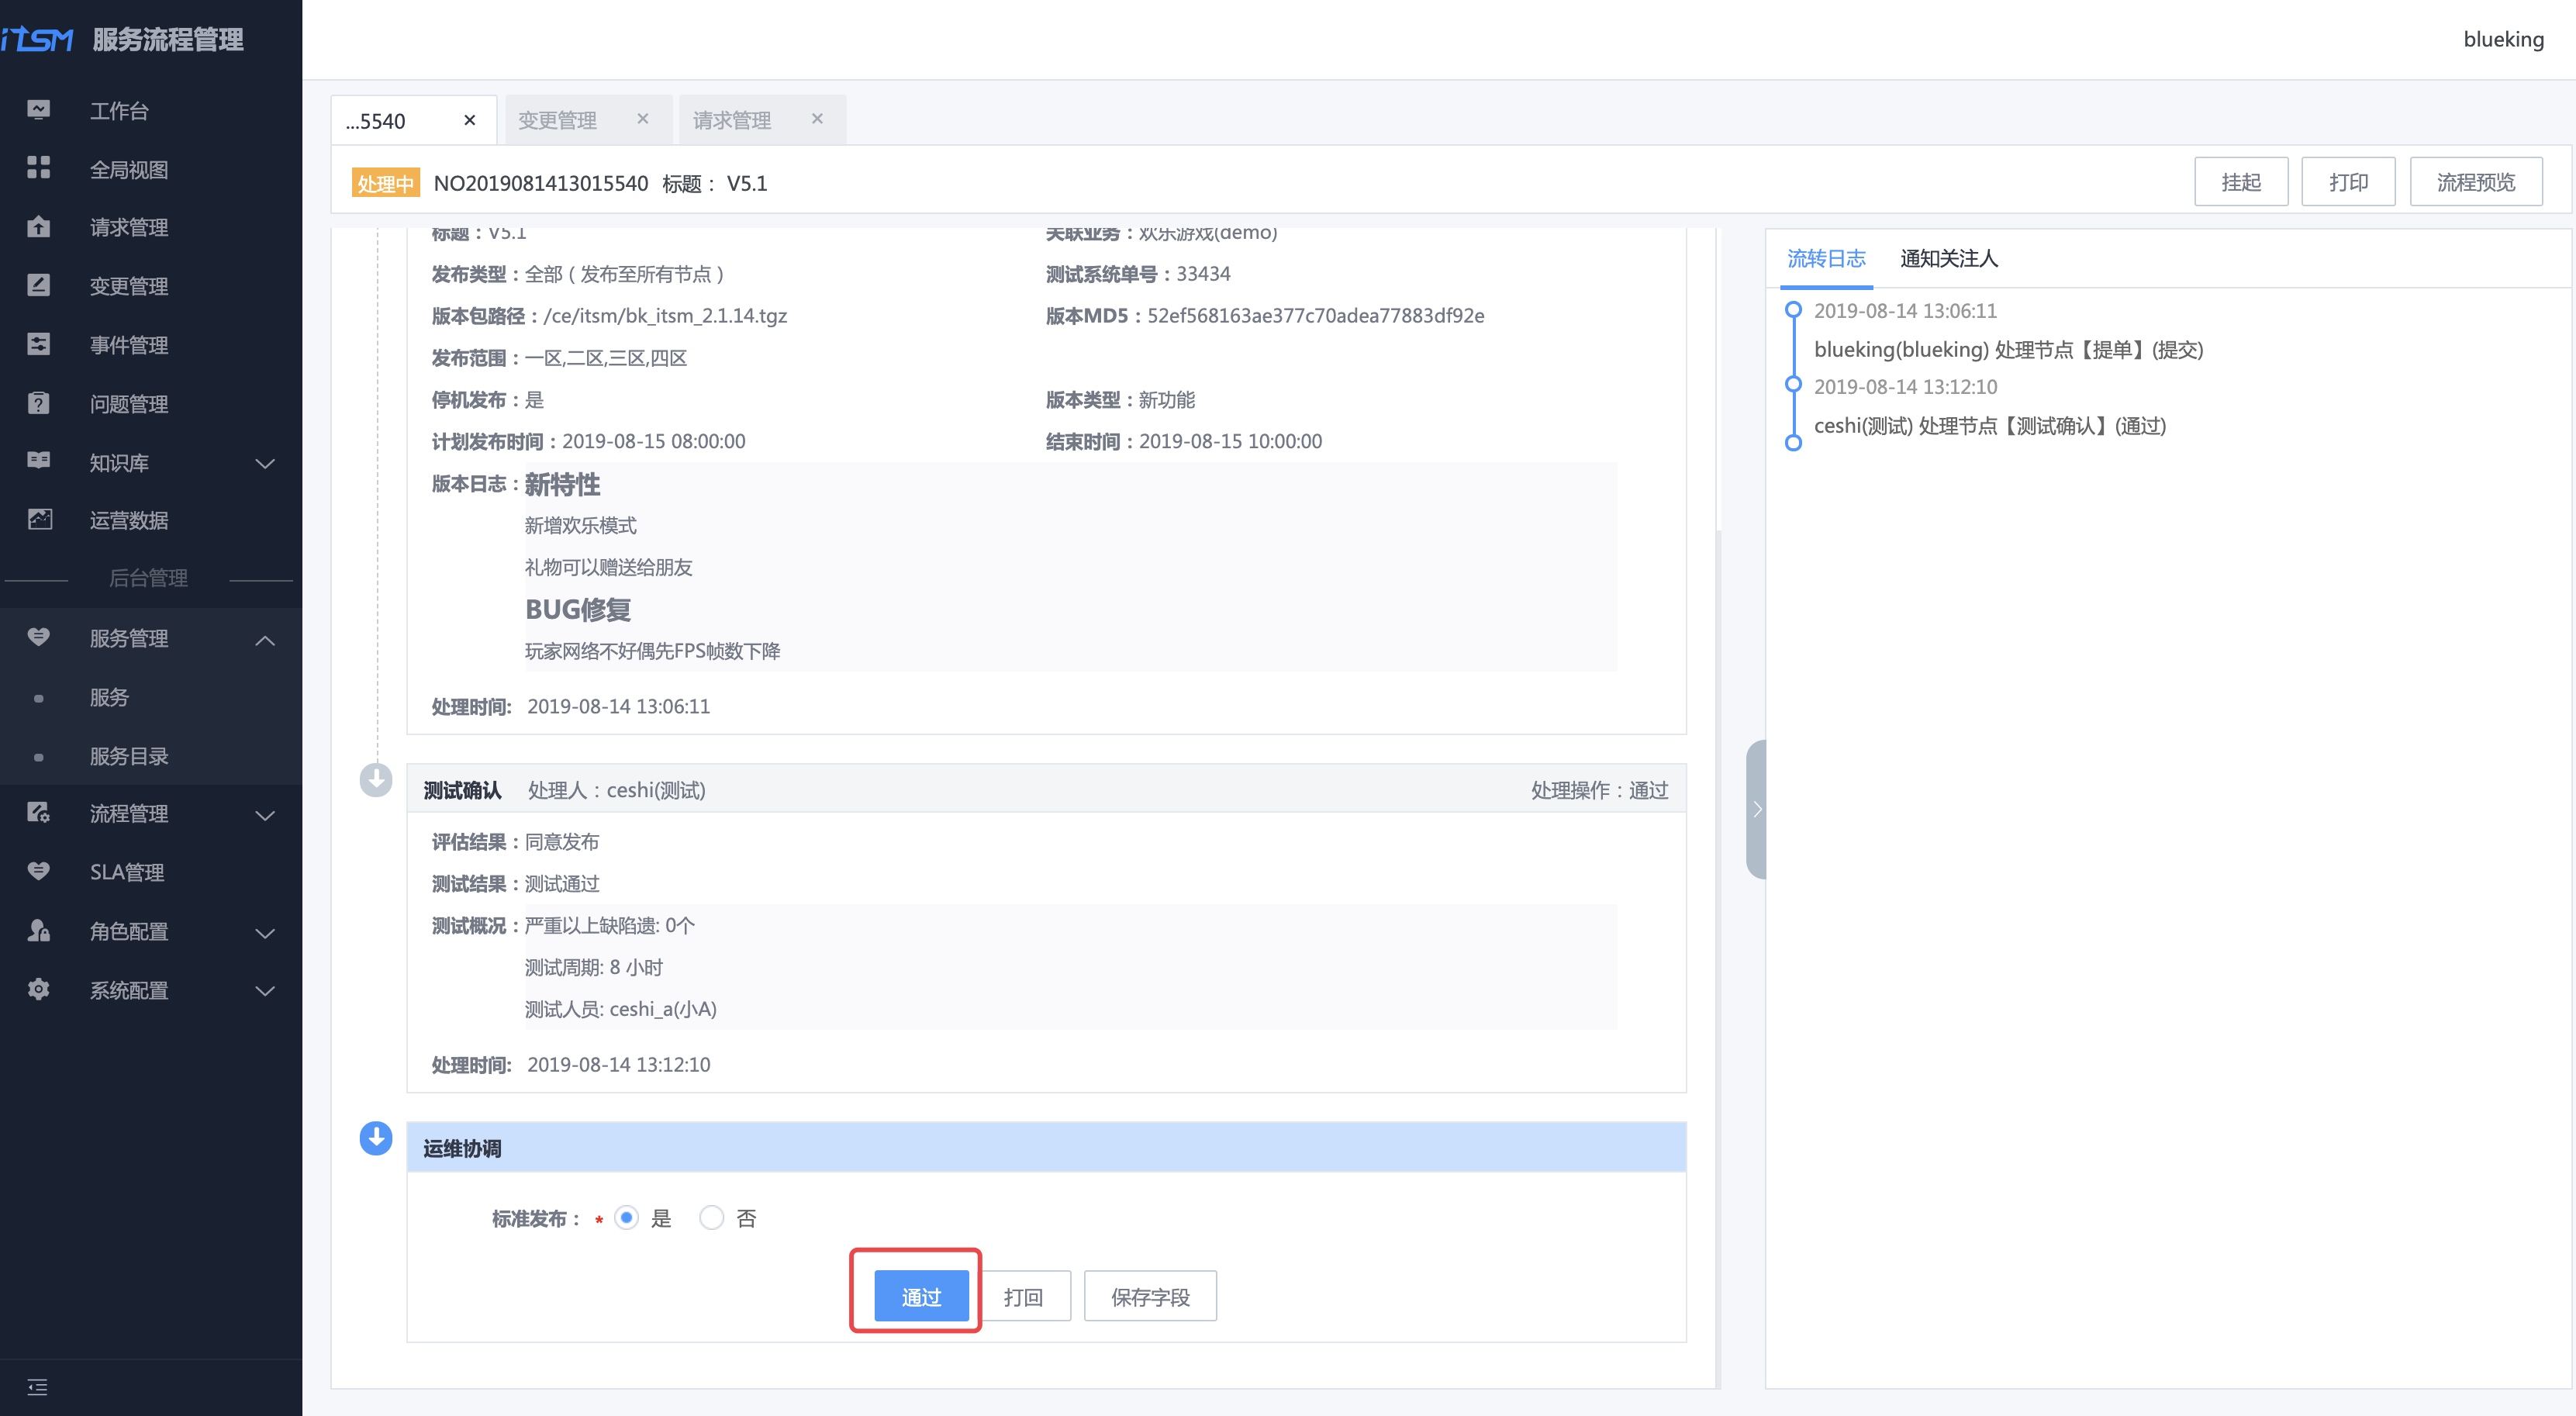 iTSM 服务流程管理
blueking
工作台
全局视图
请求管理
变更管理
事件管理
问题管理
知识库
运营数据
后台管理
服务管理
服务
服务目录
流程管理
SLA管理
角色配置
系统配置
...5540 × 变更管理 × 请求管理 ×
处理中 NO2019081413015540 标题： V5.1
挂起 打印 流程预览
标题：V5.1 关联业务：欢乐游戏(demo)
发布类型：全部（发布至所有节点） 测试系统单号：33434
版本包路径：/ce/itsm/bk_itsm_2.1.14.tgz 版本MD5：52ef568163ae377c70adea77883df92e
发布范围：一区,二区,三区,四区
停机发布：是 版本类型：新功能
计划发布时间：2019-08-15 08:00:00 结束时间：2019-08-15 10:00:00
版本日志：新特性
新增欢乐模式
礼物可以赠送给朋友
BUG修复
玩家网络不好偶先FPS帧数下降
处理时间: 2019-08-14 13:06:11
测试确认 处理人：ceshi(测试) 处理操作：通过
评估结果：同意发布
测试结果：测试通过
测试概况：严重以上缺陷遗: 0个
测试周期: 8 小时
测试人员: ceshi_a(小A)
处理时间: 2019-08-14 13:12:10
运维协调
标准发布： * 是 否
通过 打回 保存字段
流转日志 通知关注人
2019-08-14 13:06:11
blueking(blueking) 处理节点【提单】(提交)
2019-08-14 13:12:10
ceshi(测试) 处理节点【测试确认】(通过)